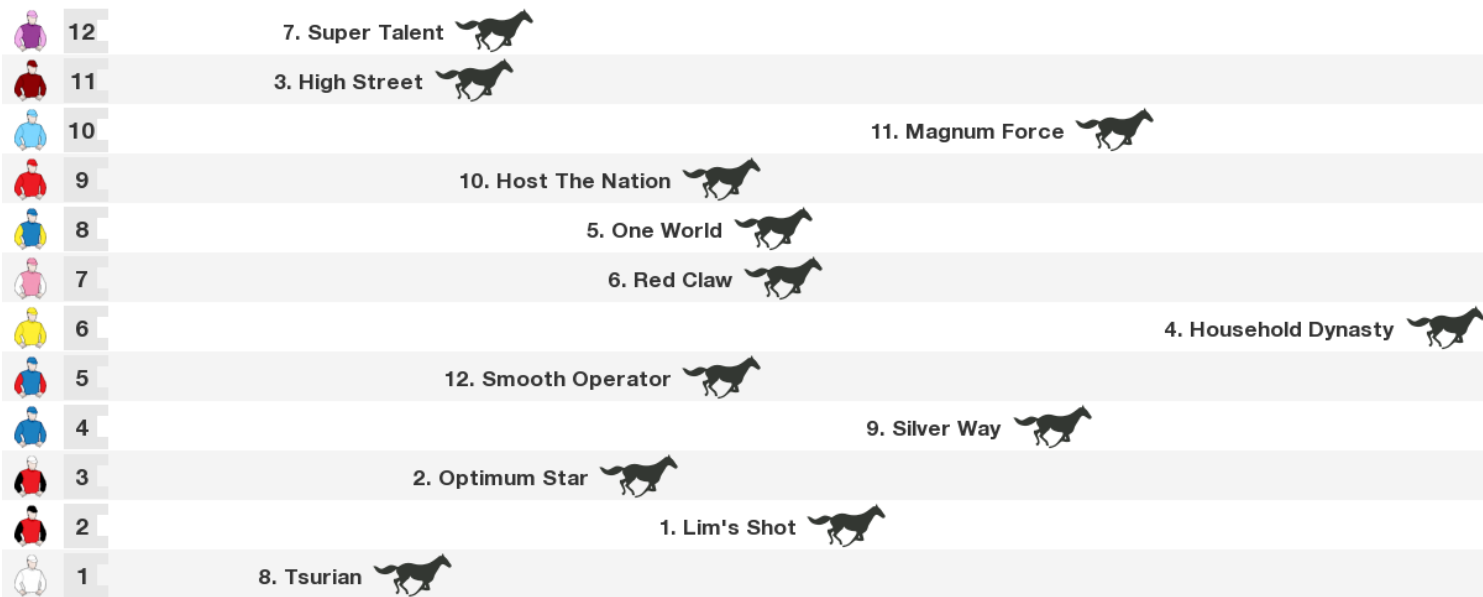 12 7. Super Talent
11 3. High Street
10 11. Magnum Force
9 10. Host The Nation
8 5. One World
7 6. Red Claw
6 4. Household Dynasty
5 12. Smooth Operator
4 9. Silver Way
3 2. Optimum Star
2 1. Lim's Shot
1 8. Tsurian